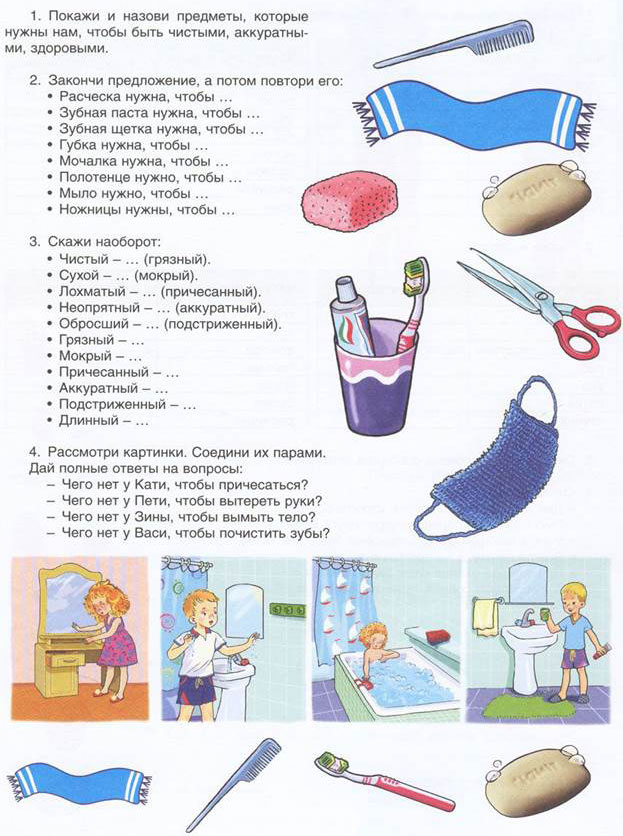 1. Покажи и назови предметы, которые
нужны нам, чтобы быть чистыми, аккуратны-
ми, здоровыми.
2. Закончи предложение, а потом повтори его:
• Расческа нужна, чтобы ...
• Зубная паста нужна, чтобы ...
• Зубная щетка нужна, чтобы ...
• Губка нужна, чтобы ...
• Мочалка нужна, чтобы ...
• Полотенце нужно, чтобы ...
• Мыло нужно, чтобы ...
• Ножницы нужны, чтобы ...
3. Скажи наоборот:
• Чистый – ... (грязный).
• Сухой – ... (мокрый).
• Лохматый – ... (причесанный).
• Неопрятный – ... (аккуратный).
• Обросший – ... (подстриженный).
• Грязный – ...
• Мокрый – ...
• Причесанный – ...
• Аккуратный – ...
• Подстриженный – ...
• Длинный – ...
4. Рассмотри картинки. Соедини их парами.
Дай полные ответы на вопросы:
– Чего нет у Кати, чтобы причесаться?
– Чего нет у Пети, чтобы вытереть руки?
– Чего нет у Зины, чтобы вымыть тело?
– Чего нет у Васи, чтобы почистить зубы?